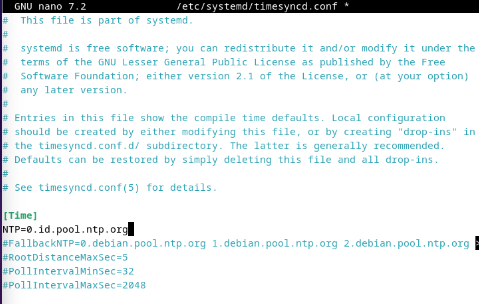 GNU nano 7.2 /etc/systemd/timesyncd.conf *
#  This file is part of systemd.
#
#  systemd is free software; you can redistribute it and/or modify it under the
#  terms of the GNU Lesser General Public License as published by the Free
#  Software Foundation; either version 2.1 of the License, or (at your option)
#  any later version.
#
# Entries in this file show the compile time defaults. Local configuration
# should be created by either modifying this file, or by creating "drop-ins" in
# the timesyncd.conf.d/ subdirectory. The latter is generally recommended.
# Defaults can be restored by simply deleting this file and all drop-ins.
#
# See timesyncd.conf(5) for details.
[Time]
NTP=0.id.pool.ntp.org
#FallbackNTP=0.debian.pool.ntp.org 1.debian.pool.ntp.org 2.debian.pool.ntp.org >
#RootDistanceMaxSec=5
#PollIntervalMinSec=32
#PollIntervalMaxSec=2048